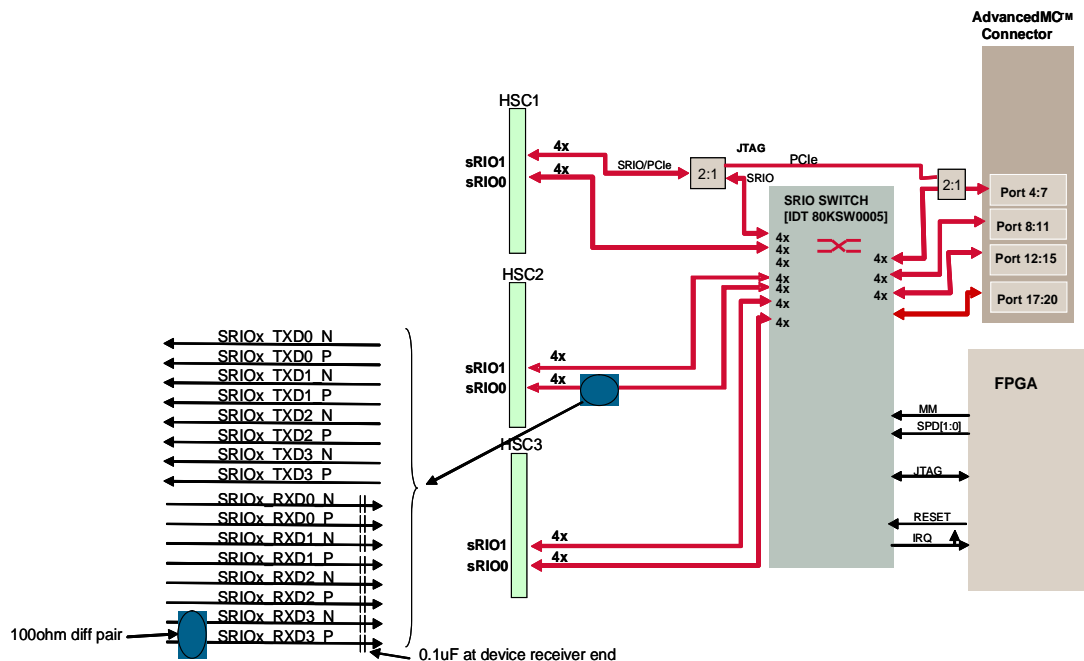 AdvancedMC™
Connector
HSC1
4x
sRIO1
sRIO0
4x
SRIO/PCIe
2:1
JTAG
PCIe
SRIO
2:1
SRIO SWITCH
[IDT 80KSW0005]
4x
4x
4x
4x
4x
4x
4x
4x
4x
4x
Port 4:7
Port 8:11
Port 12:15
Port 17:20
HSC2
4x
sRIO1
sRIO0
4x
HSC3
sRIO1
4x
sRIO0
4x
FPGA
MM
SPD[1:0]
JTAG
RESET
IRQ
SRIOx_TXD0_N
SRIOx_TXD0_P
SRIOx_TXD1_N
SRIOx_TXD1_P
SRIOx_TXD2_N
SRIOx_TXD2_P
SRIOx_TXD3_N
SRIOx_TXD3_P
SRIOx_RXD0_N
SRIOx_RXD0_P
SRIOx_RXD1_N
SRIOx_RXD1_P
SRIOx_RXD2_N
SRIOx_RXD2_P
SRIOx_RXD3_N
SRIOx_RXD3_P
100ohm diff pair
0.1uF at device receiver end